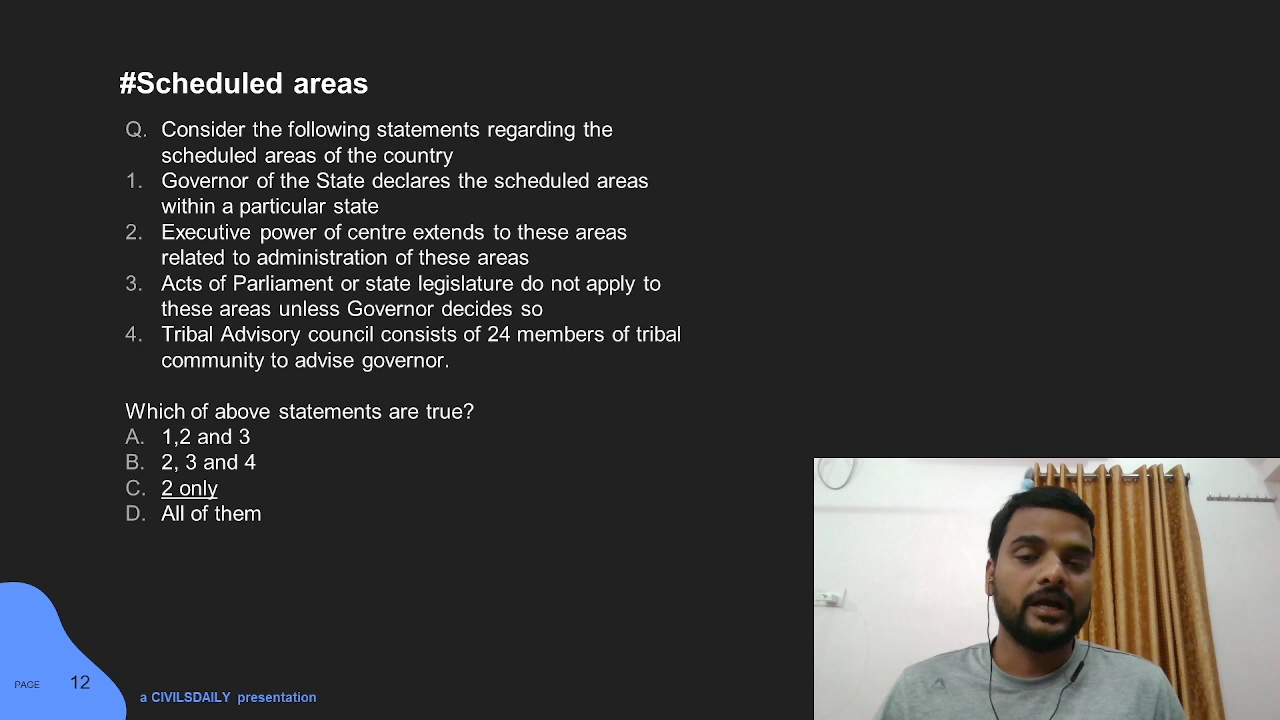 #Scheduled areas
Q. Consider the following statements regarding the
scheduled areas of the country
1. Governor of the State declares the scheduled areas
within a particular state
2. Executive power of centre extends to these areas
related to administration of these areas
3. Acts of Parliament or state legislature do not apply to
these areas unless Governor decides so
4. Tribal Advisory council consists of 24 members of tribal
community to advise governor.
Which of above statements are true?
A. 1,2 and 3
B. 2, 3 and 4
C. 2 only
D. All of them
PAGE 12
a CIVILSDAILY presentation